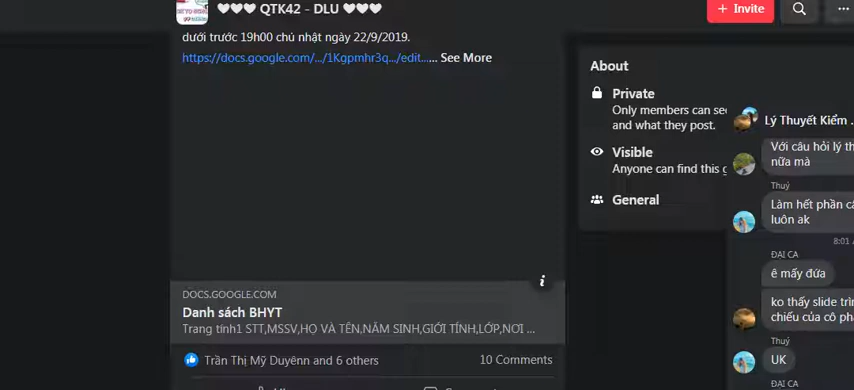 ♥♥♥ QTK42 - DLU ♥♥♥
+ Invite
dưới trước 19h00 chủ nhật ngày 22/9/2019.
https://docs.google.com/.../1Kgpmhr3q.../edit...... See More
DOCS.GOOGLE.COM
Danh sách BHYT
Trang tính1 STT,MSSV,HỌ VÀ TÊN,NĂM SINH,GIỚI TÍNH,LỚP,NƠI ...
Trần Thị Mỹ Duyênn and 6 others
10 Comments
About
Private
Only members can see
and what they post.
Visible
Anyone can find this g
General
Lý Thuyết Kiểm ...
Với câu hỏi lý th
nữa mà
Thuý
Làm hết phần cá
luôn ak
8:01
ĐẠI CA
ê mấy đứa
ko thấy slide trìn
chiếu của cô ph
Thuý
UK
ĐẠI CA